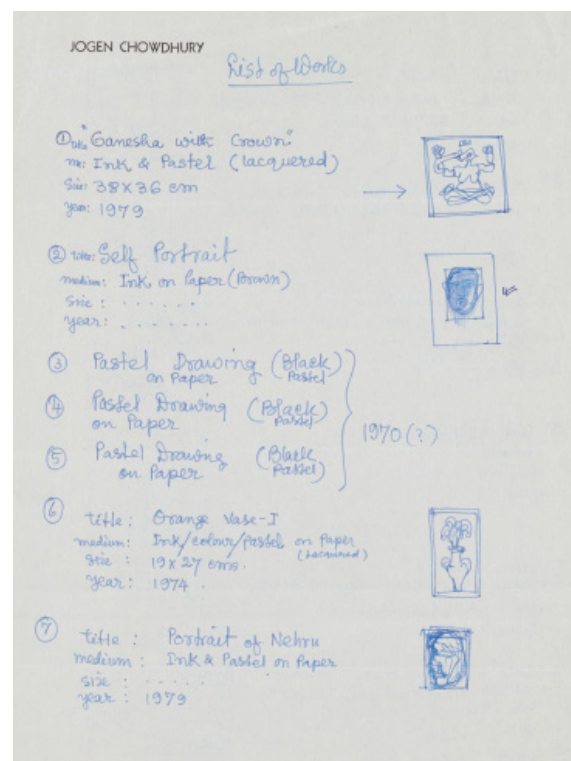 JOGEN CHOWDHURY
List of Works
① title "Ganesha with Crown"
me: Ink & Pastel (lacquered)
Size: 38 x 36 cm
year: 1979
② title: Self Portrait
medium: Ink on Paper (Brown)
Size : . . . . . .
year: . . . . . . .
③ Pastel Drawing (Black
on Paper Pastel)
④ Pastel Drawing (Black)
on Paper Pastel)
⑤ Pastel Drawing (Black
on Paper Pastel)
1970 (?)
⑥ title : Orange Vase-I
medium: Ink/colour/Pastel on Paper
(Lacquired)
Size : 19 x 27 cms.
Year: 1974 .
⑦ title : Portrait of Nehru
medium : Ink & Pastel on Paper
size : . . . . .
year : 1979